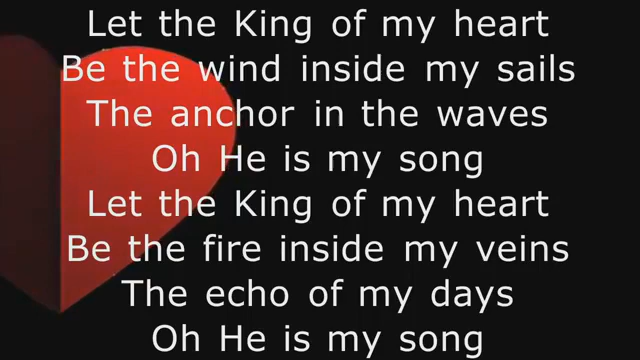 Let the King of my heart
Be the wind inside my sails
The anchor in the waves
Oh He is my song
Let the King of my heart
Be the fire inside my veins
The echo of my days
Oh He is my song